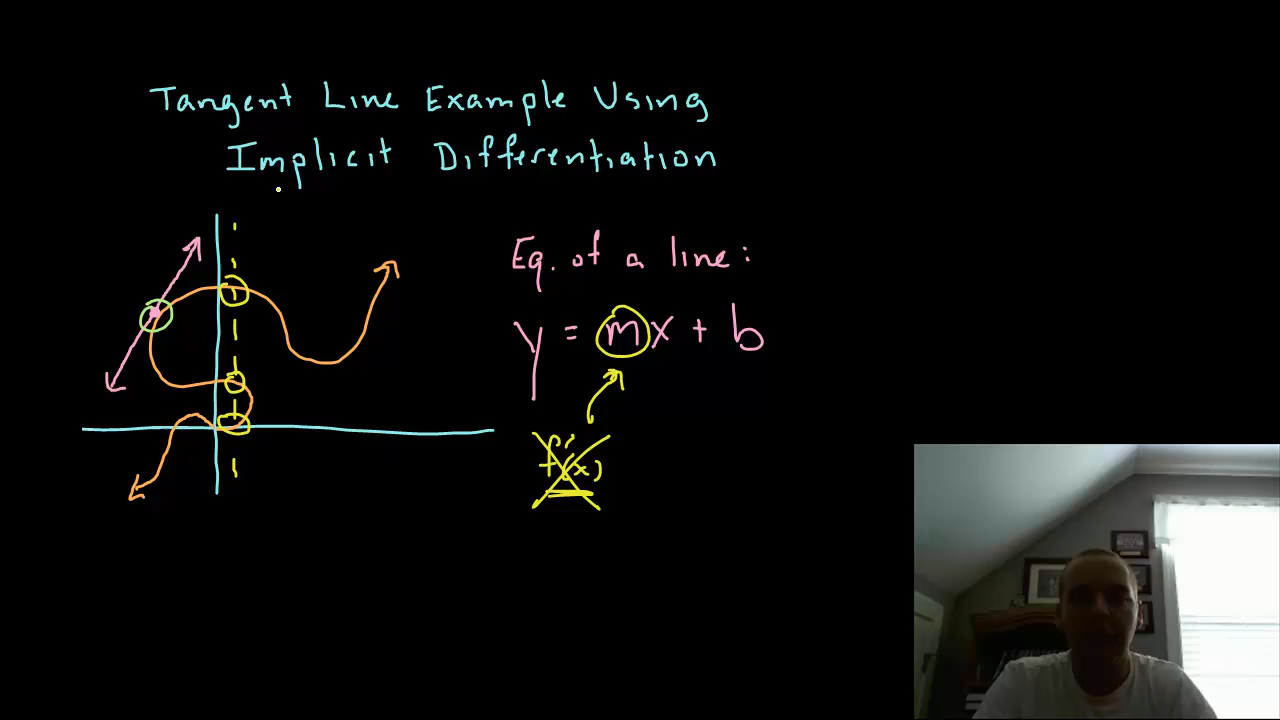 Tangent Line Example Using
Implicit Differentiation
Eq. of a line:
y = mx + b
f'(x)